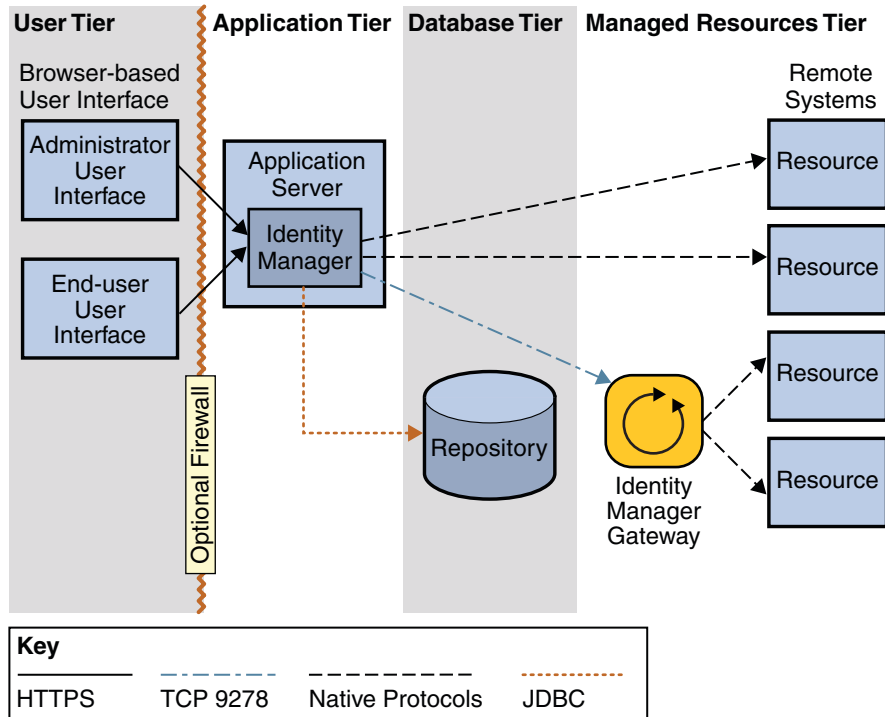 User Tier
Application Tier
Database Tier
Managed Resources Tier
Browser-based
User Interface
Administrator
User
Interface
End-user
User
Interface
Optional Firewall
Application
Server
Identity
Manager
Repository
Identity
Manager
Gateway
Remote
Systems
Resource
Resource
Resource
Resource
Key
HTTPS
TCP 9278
Native Protocols
JDBC